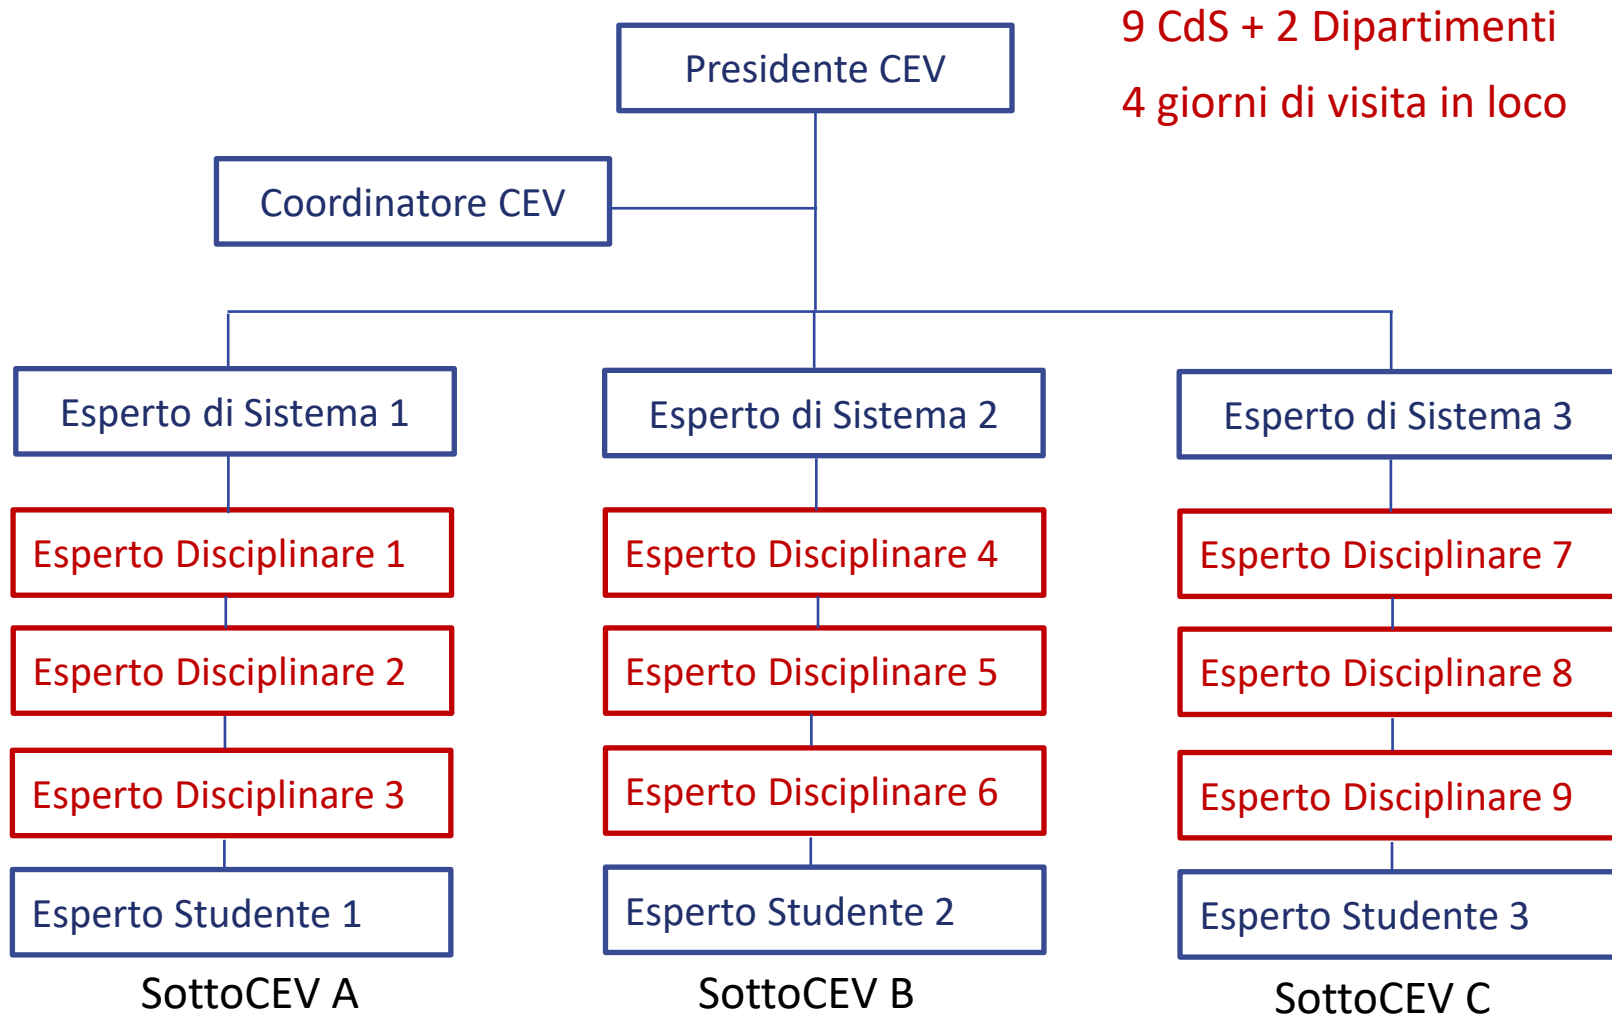 9 CdS + 2 Dipartimenti
4 giorni di visita in loco
Presidente CEV
Coordinatore CEV
Esperto di Sistema 1
Esperto di Sistema 2
Esperto di Sistema 3
Esperto Disciplinare 1
Esperto Disciplinare 4
Esperto Disciplinare 7
Esperto Disciplinare 2
Esperto Disciplinare 5
Esperto Disciplinare 8
Esperto Disciplinare 3
Esperto Disciplinare 6
Esperto Disciplinare 9
Esperto Studente 1
Esperto Studente 2
Esperto Studente 3
SottoCEV A
SottoCEV B
SottoCEV C